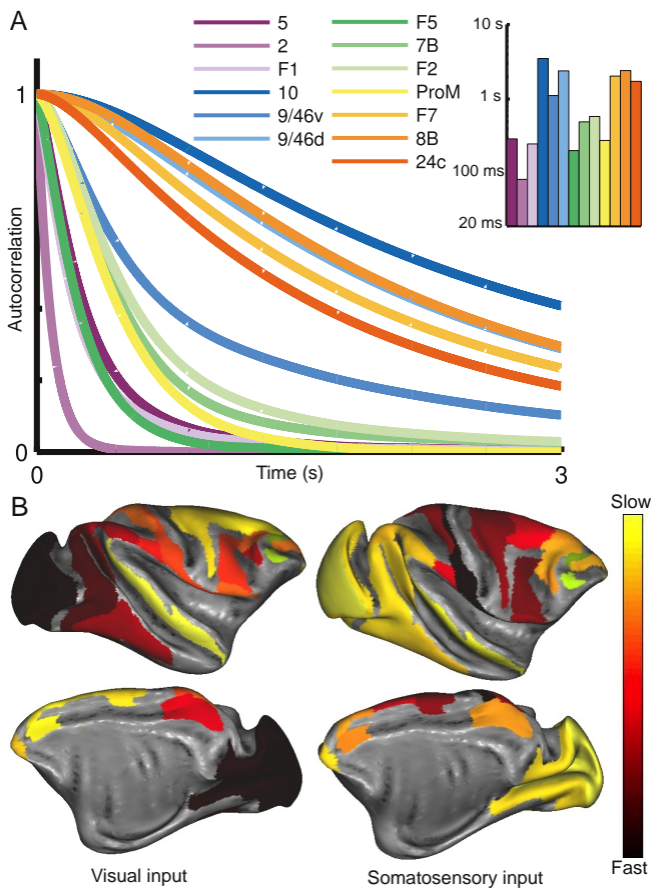 A
5
2
F1
10
9/46v
9/46d
F5
7B
F2
ProM
F7
8B
24c
10 s
1 s
100 ms
20 ms
1
Autocorrelation
0
0
Time (s)
3
B
Slow
Fast
Visual input
Somatosensory input